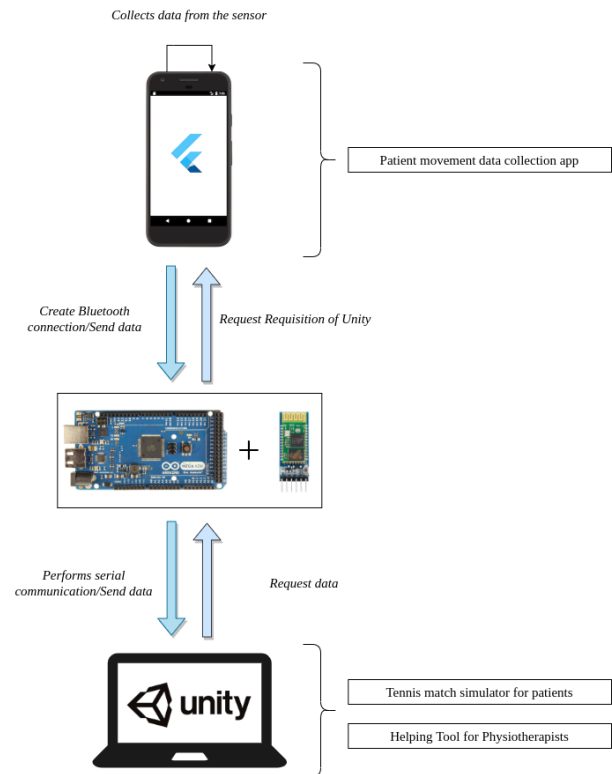 Collects data from the sensor
Patient movement data collection app
Create Bluetooth
connection/Send data
Request Requisition of Unity
+
Performs serial
communication/Send data
Request data
unity
Tennis match simulator for patients
Helping Tool for Physiotherapists